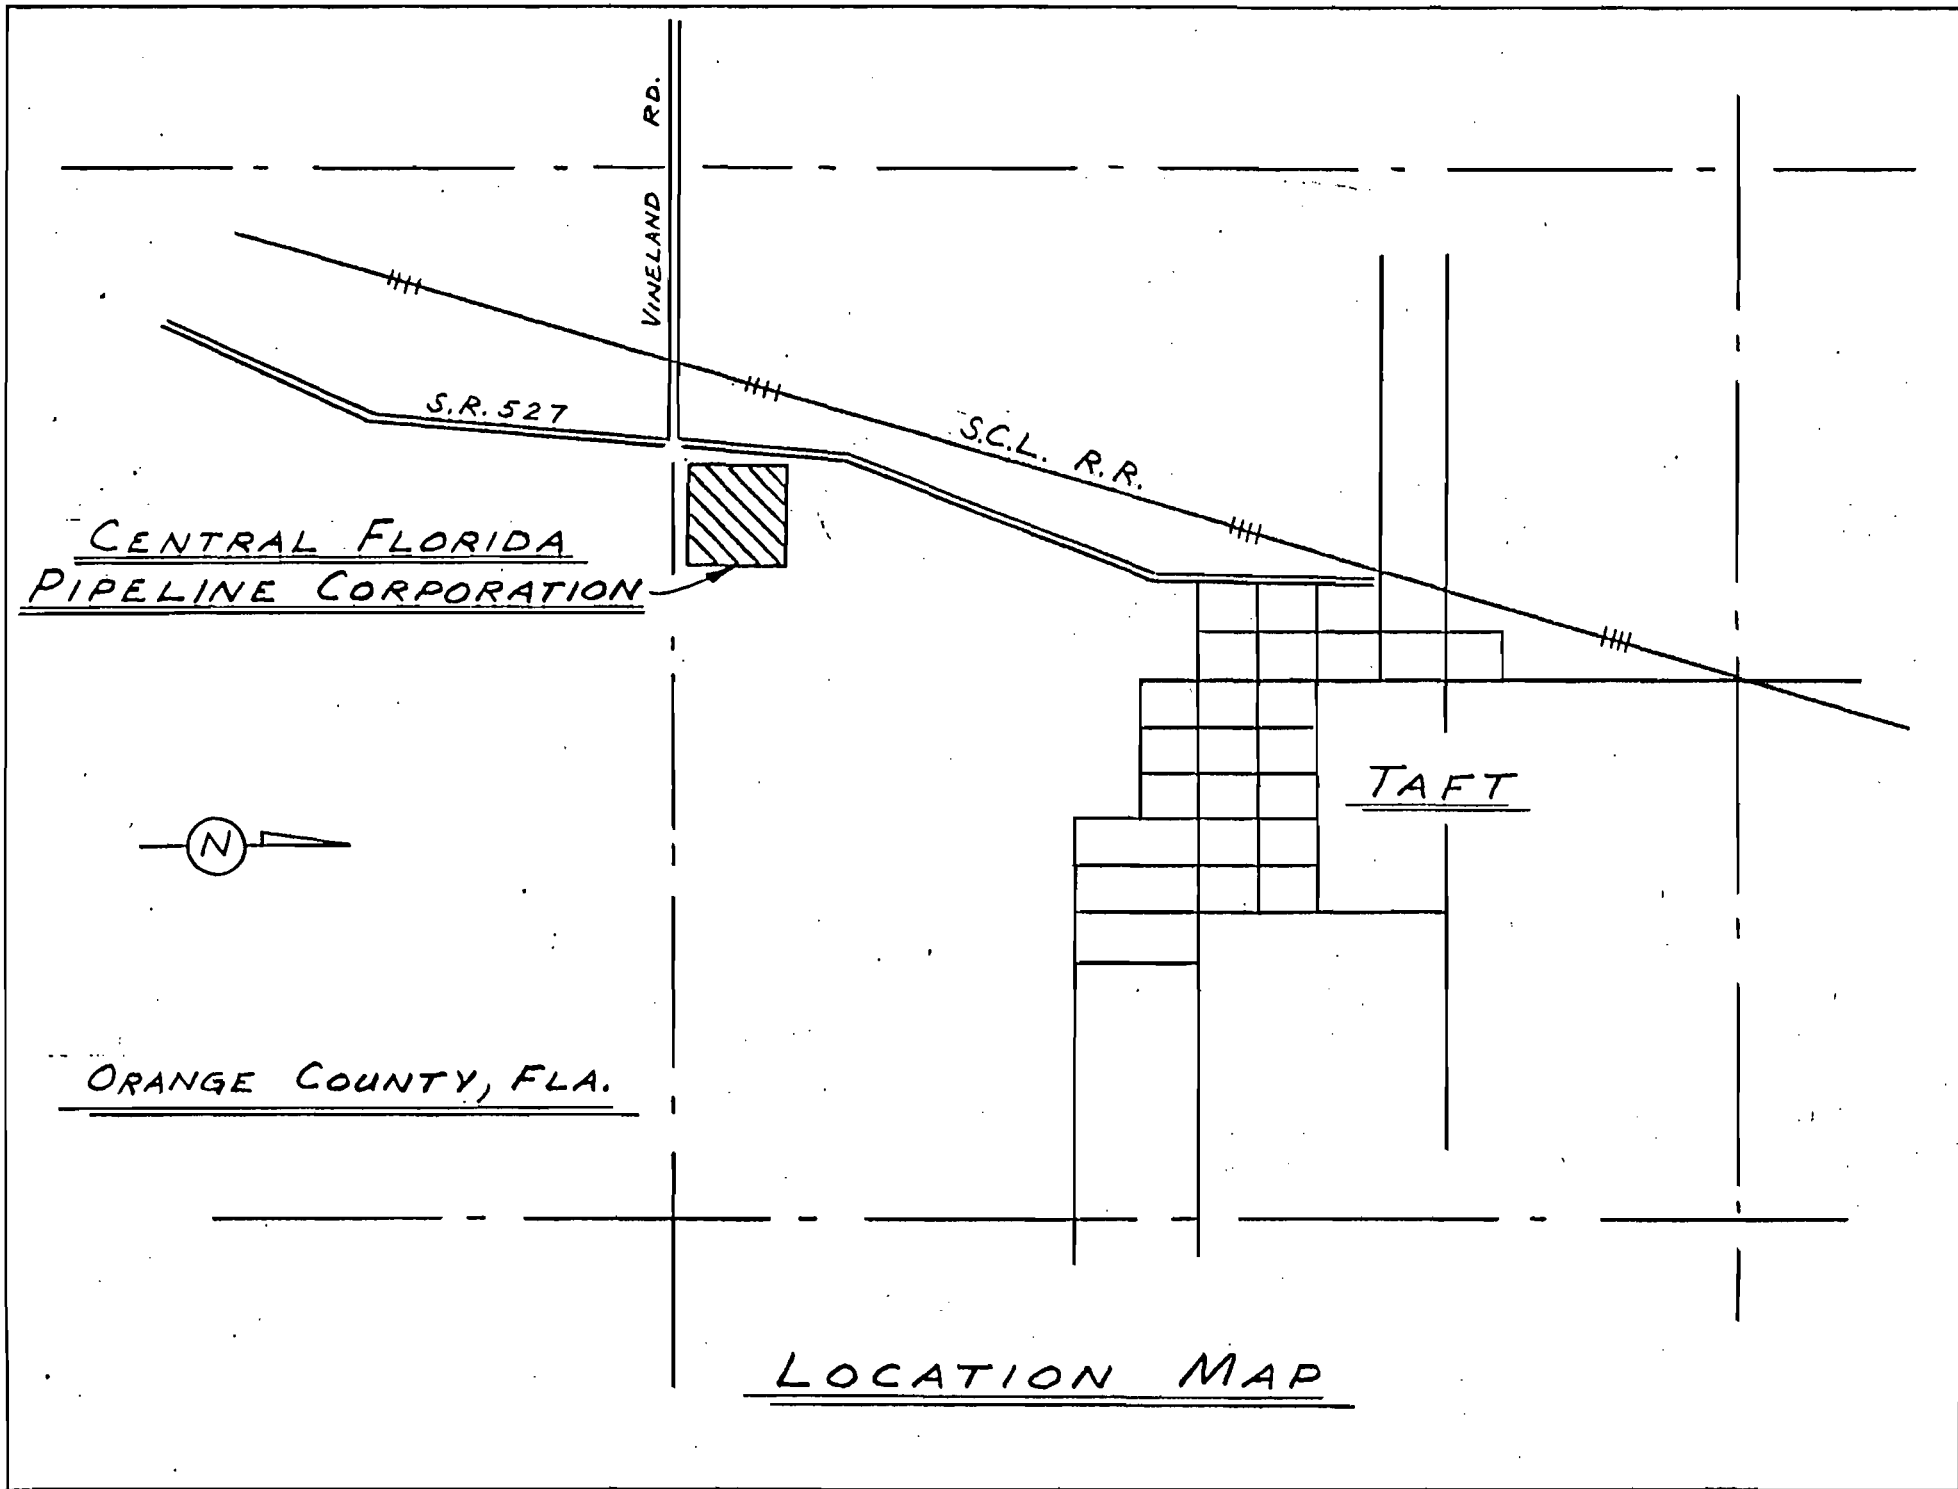 VINELAND RD.
S.R. 527
S.C.L. R.R.
CENTRAL FLORIDA
PIPELINE CORPORATION
TAFT
N
ORANGE COUNTY, FLA.
LOCATION MAP